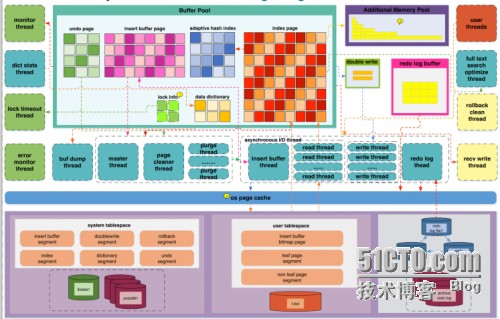 Buffer Pool
Additional Memory Pool
monitor
thread
undo page
insert buffer page
adaptive hash index
index page
user
threads
dict stats
thread
double write
redo log buffer
full text
search
optimize
thread
lock timeout
thread
lock info
data dictionary
rollback
clean
thread
asynchronous I/O thread
error
monitor
thread
buf dump
thread
master
thread
page
cleaner
thread
purge
thread
......
purge
thread
insert buffer
thread
read thread
read thread
......
read thread
write thread
write thread
......
write thread
redo log
thread
recv write
thread
os page cache
system tablespace
insert buffer
segment
doublewrite
segment
rollback
segment
index
segment
dictionary
segment
undo
segment
ibdata1
undo001
user tablespace
insert buffer
bitmap page
leaf page
segment
non leaf page
segment
t.ibd
redo
log file1
archive
redo log
51CTO.com
技术博客 Blog